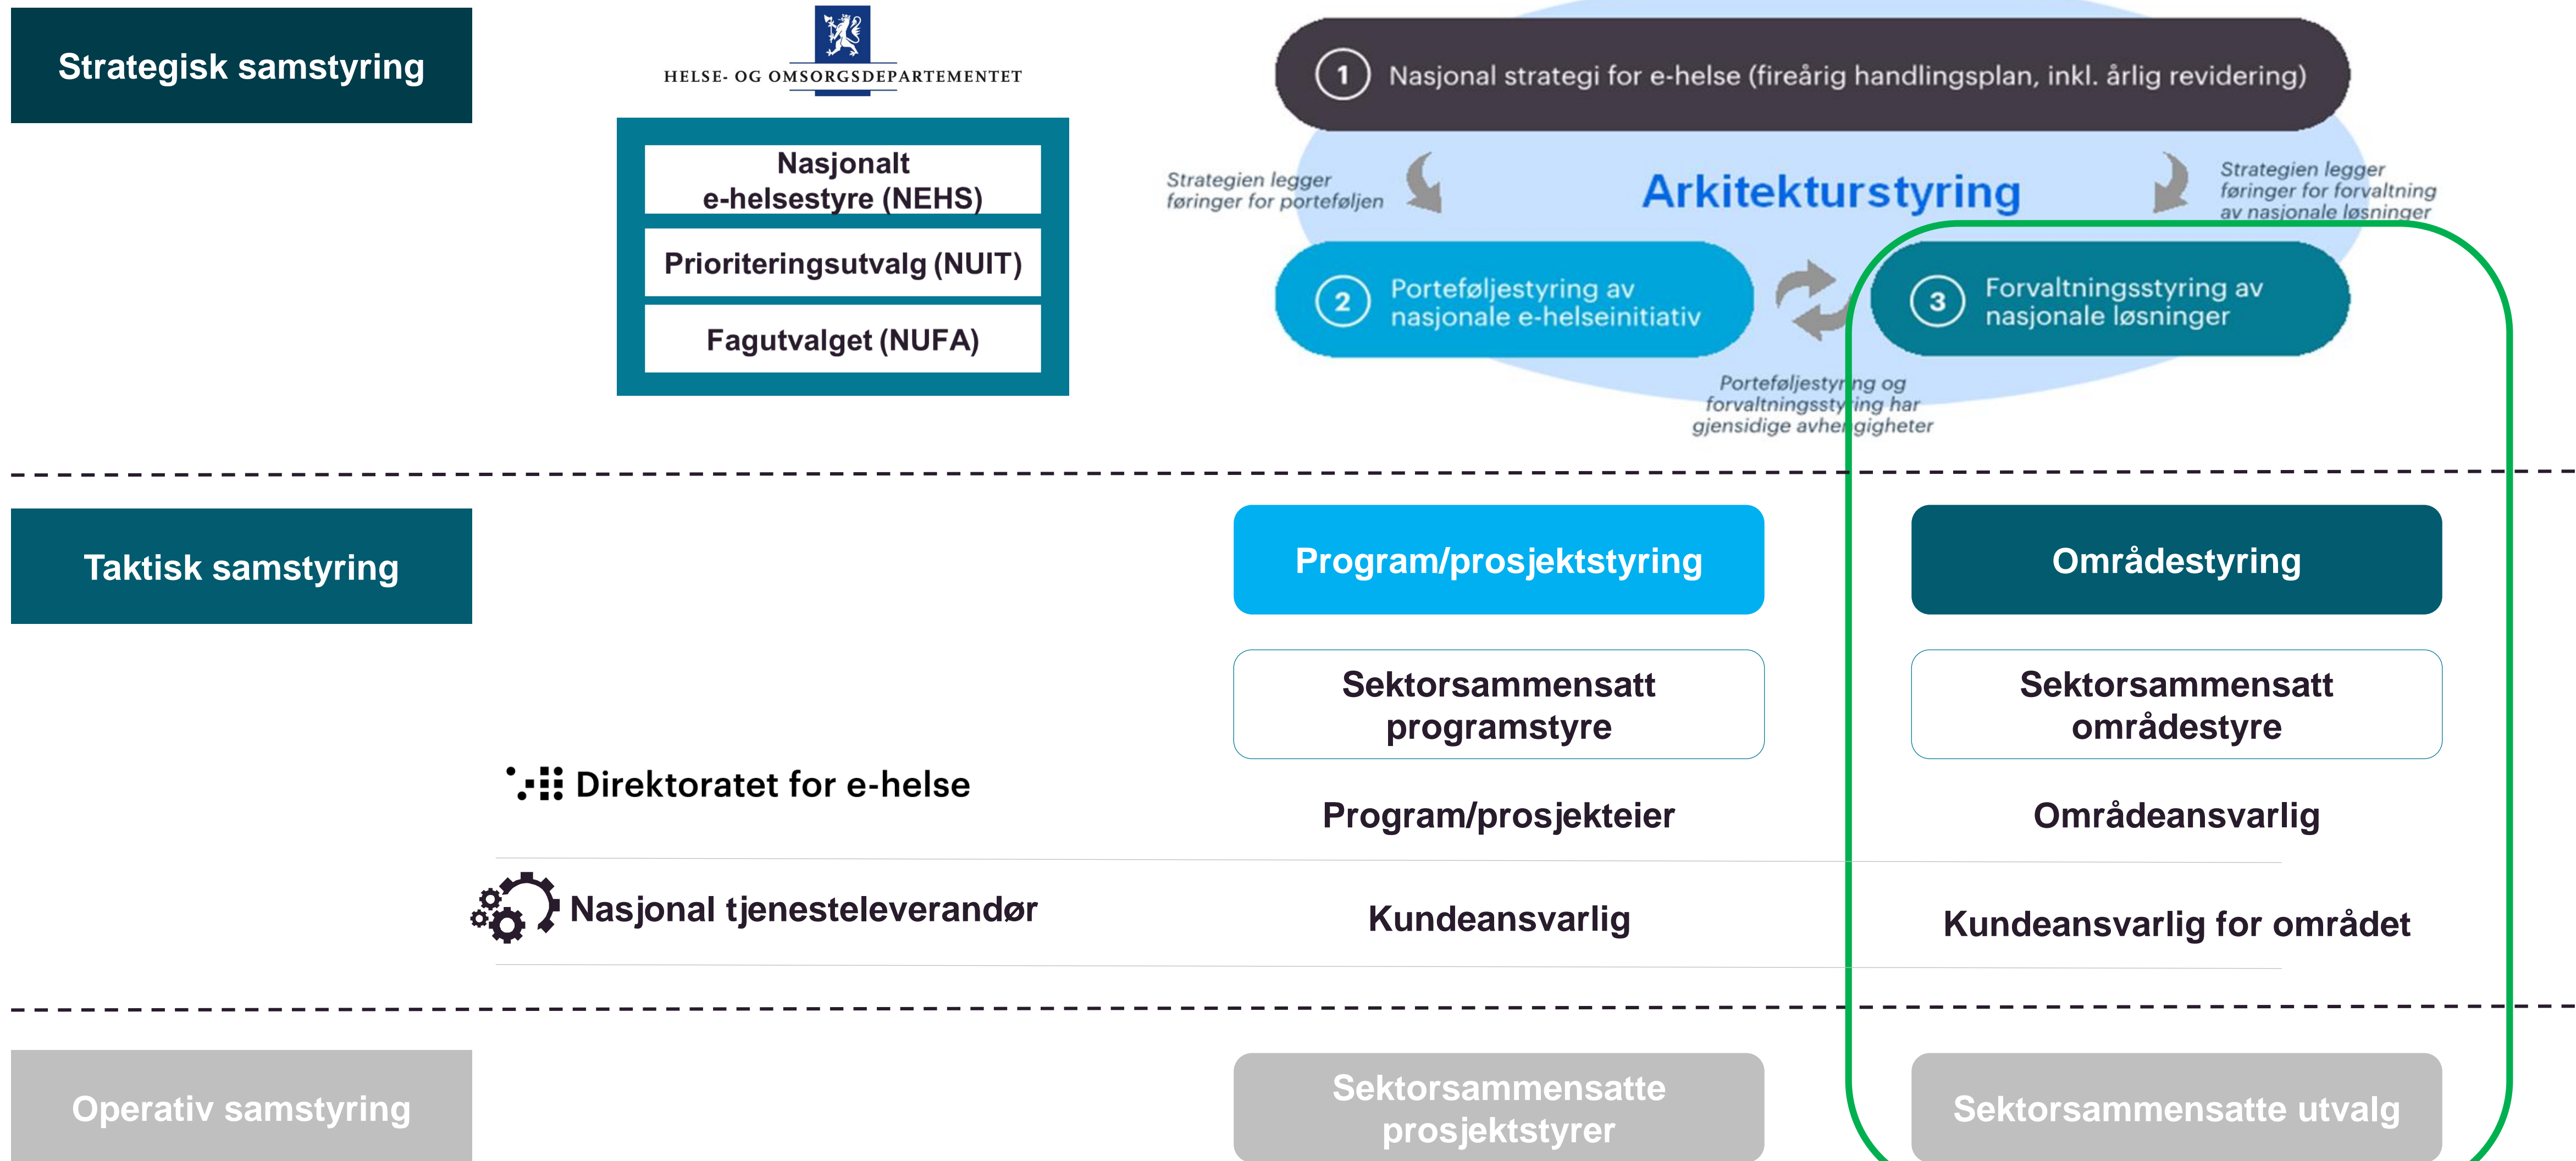 Strategisk samstyring
HELSE- OG OMSORGSDEPARTEMENTET
Nasjonalt
e-helsestyre (NEHS)
Prioriteringsutvalg (NUIT)
Fagutvalget (NUFA)
1 Nasjonal strategi for e-helse (fireårig handlingsplan, inkl. årlig revidering)
Strategien legger
føringer for porteføljen
Arkitekturstyring
Strategien legger
føringer for forvaltning
av nasjonale løsninger
2 Porteføljestyring av
nasjonale e-helseinitiativ
3 Forvaltningsstyring av
nasjonale løsninger
Porteføljestyring og
forvaltningsstyring har
gjensidige avhengigheter
Taktisk samstyring
Program/prosjektstyring
Områdestyring
Sektorsammensatt
programstyre
Sektorsammensatt
områdestyre
Direktoratet for e-helse
Program/prosjekteier
Områdeansvarlig
Nasjonal tjenesteleverandør
Kundeansvarlig
Kundeansvarlig for området
Operativ samstyring
Sektorsammensatte
prosjektstyrer
Sektorsammensatte utvalg